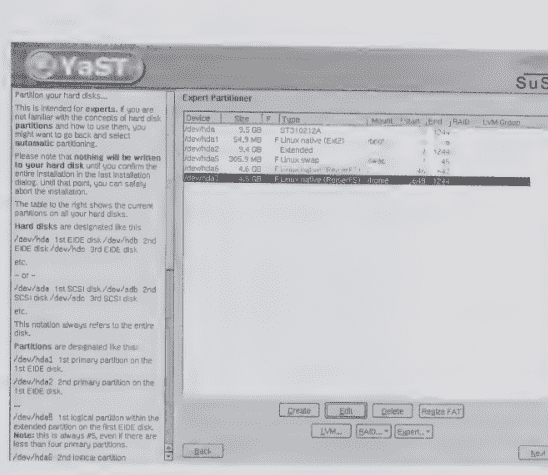 YaST
SuS
Partition your hard disks...
This is intended for experts. If you are
not familiar with the concepts of hard disk
partitions and how to use them, you
might want to go back and select
automatic partitioning.
Please note that nothing will be written
to your hard disk until you confirm the
entire installation in the last installation
dialog. Until that point, you can safely
abort the installation.
The table to the right shows the current
partitions on all your hard disks.
Hard disks are designated like this
/dev/hda 1st EIDE disk /dev/hdb 2nd
EIDE disk /dev/hdc 3rd EIDE disk
etc.
- or -
/dev/sda 1st SCSI disk /dev/sdb 2nd
SCSI disk /dev/sdc 3rd SCSI disk
etc.
This notation always refers to the entire
disk.
Partitions are designated like this:
/dev/hda1 1st primary partition on the
1st EIDE disk.
/dev/hda2 2nd primary partition on the
1st EIDE disk.
...
/dev/hda5 1st logical partition within the
extended partition on the first EIDE disk.
Note: this is always #5, even if there are
less than four primary partitions.
/dev/hda6 2nd logical partition
Expert Partitioner
Device Size F Type Mount Start End RAID LVM Group
/dev/hda 9.5 GB ST310212A 1244
/dev/hda1 54.9 MB F Linux native (Ext2) /boot
/dev/hda2 9.4 GB Extended 1244
/dev/hda5 305.9 MB F Linux swap swap 45
/dev/hda6 4.6 GB F Linux native (ReiserFS)
/dev/hda7 4.5 GB F Linux native (ReiserFS) /home 648 1244
Create Edit Delete Resize FAT
LVM... RAID... Expert...
Back
Next